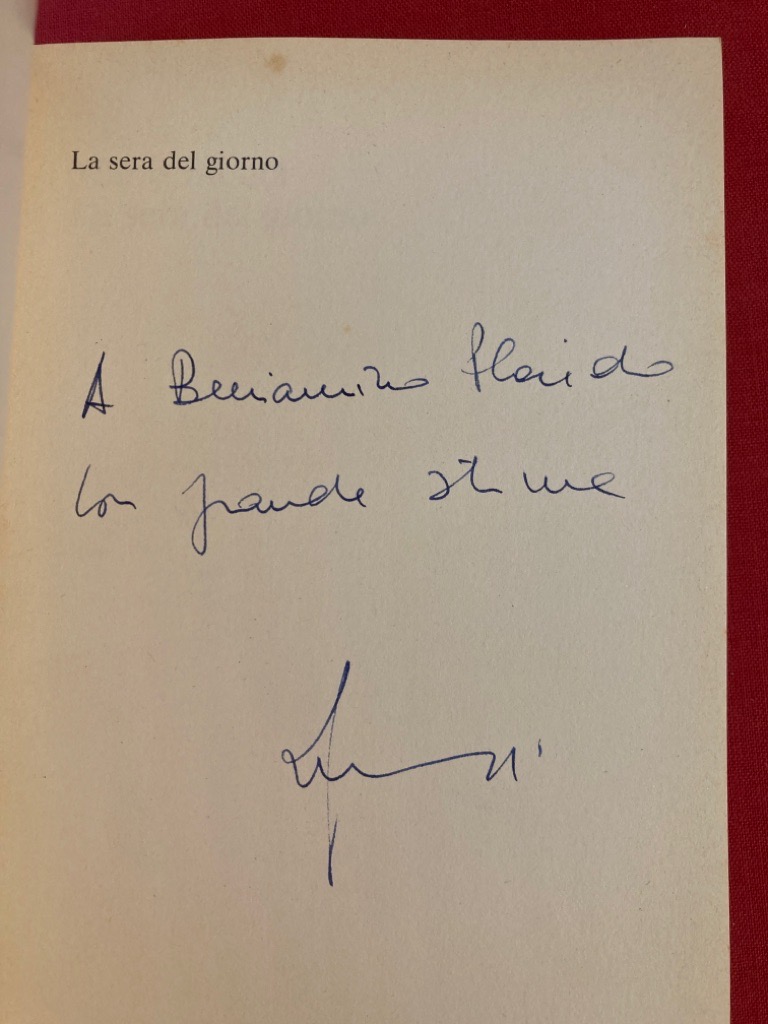 La sera del giorno
A Beniamino Placido
Con grande stima